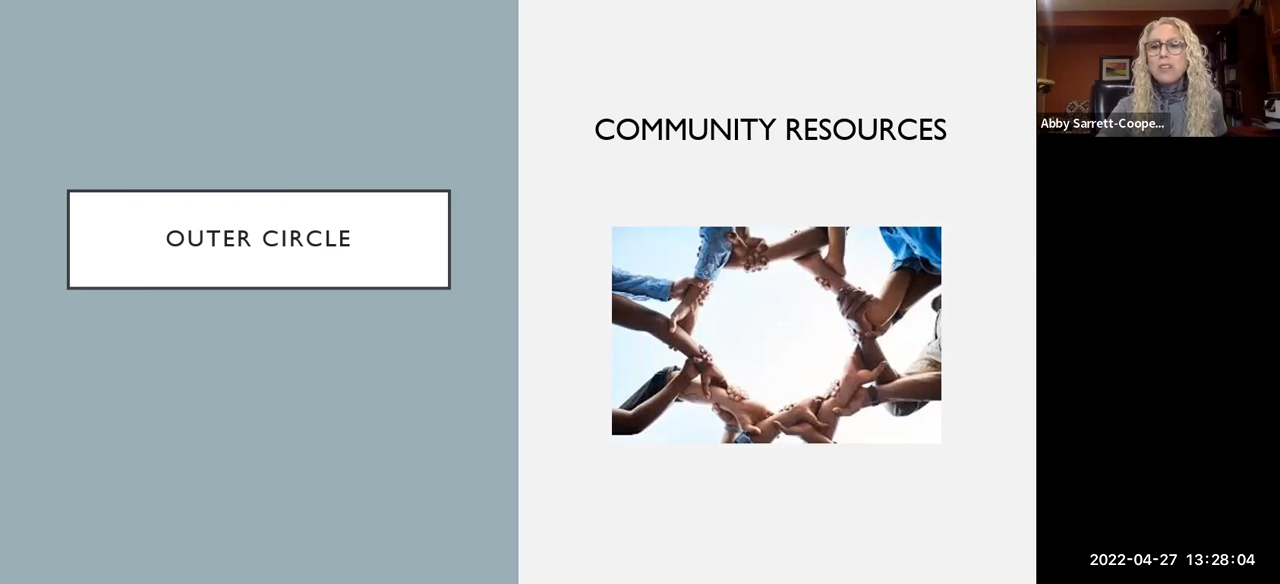 OUTER CIRCLE
COMMUNITY RESOURCES
Abby Sarrett-Coope...
2022-04-27 13:28:04